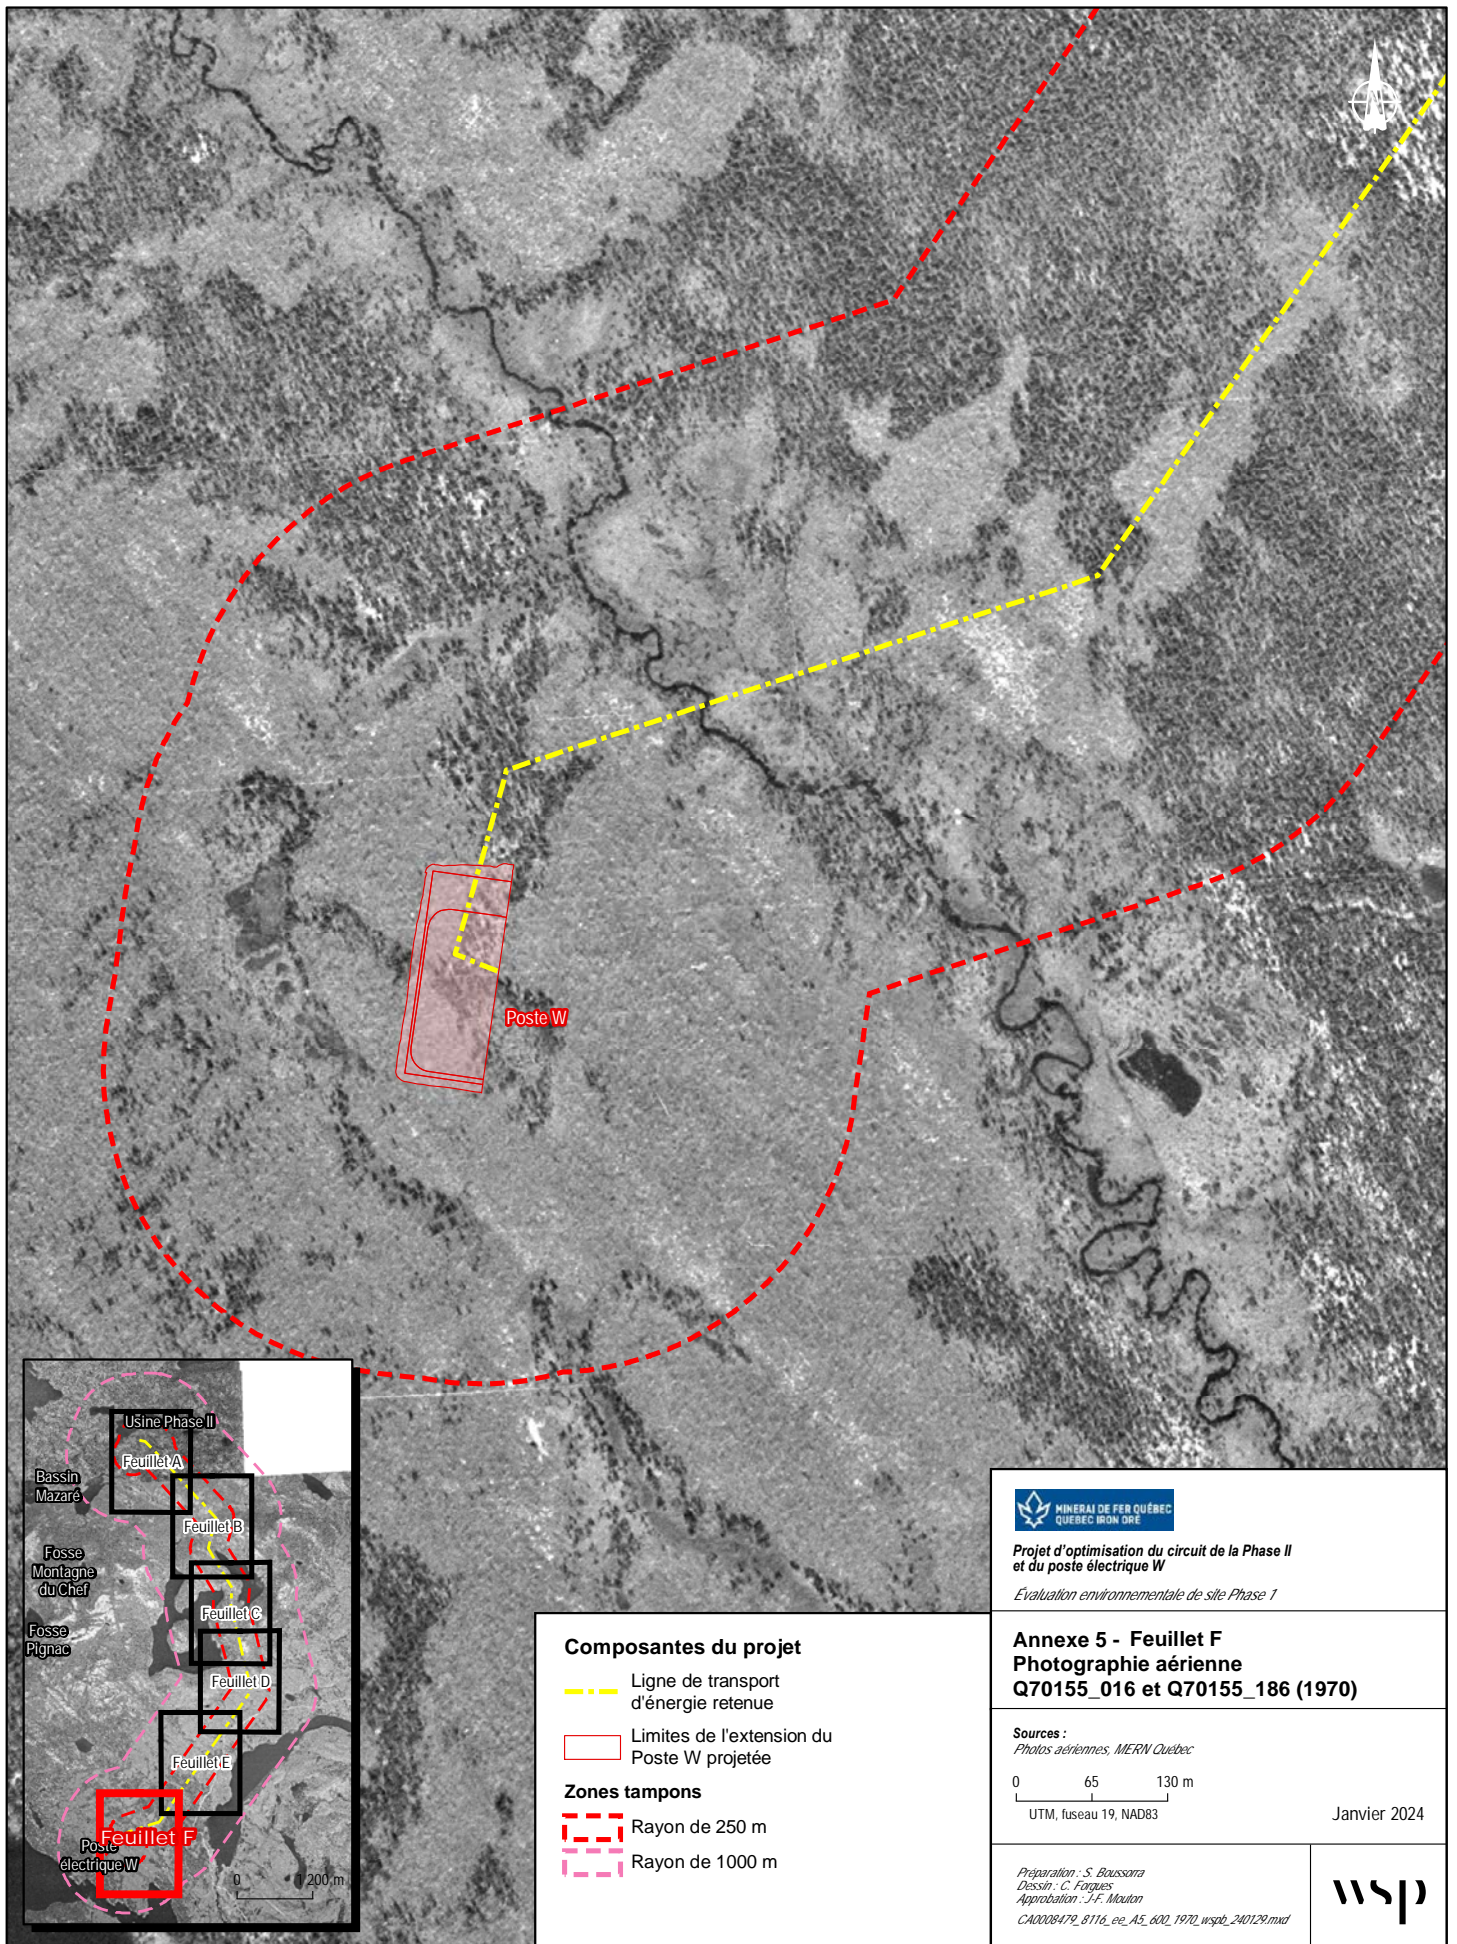 Poste W
Usine Phase II
Feuillet A
Bassin
Mazaré
Feuillet B
Fosse
Montagne
du Chef
Feuillet C
Fosse
Pignac
Feuillet D
Feuillet E
Feuillet F
Poste
électrique W
0 1 200 m
Composantes du projet
Ligne de transport
d'énergie retenue
Limites de l'extension du
Poste W projetée
Zones tampons
Rayon de 250 m
Rayon de 1000 m
MINERAI DE FER QUÉBEC
QUEBEC IRON ORE
Projet d'optimisation du circuit de la Phase II
et du poste électrique W
Évaluation environnementale de site Phase 1
Annexe 5 - Feuillet F
Photographie aérienne
Q70155_016 et Q70155_186 (1970)
Sources :
Photos aériennes, MERN Québec
0 65 130 m
UTM, fuseau 19, NAD83
Janvier 2024
Préparation : S. Boussorra
Dessin : C. Forgues
Approbation : J-F. Mouton
CA0008479_8116_ee_A5_600_1970_wspb_240129.mxd
wsp